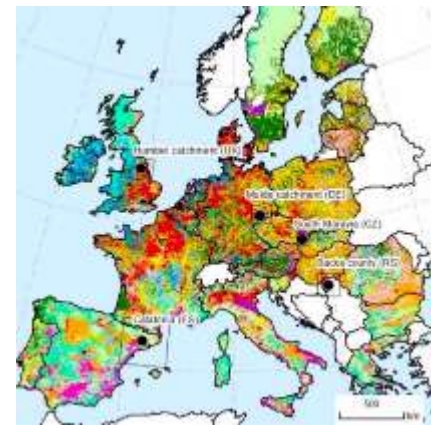 Humber catchment (UK)
Mulde catchment (DE)
South Moravia (CZ)
Backa county (RS)
Catalonia (ES)
500
km